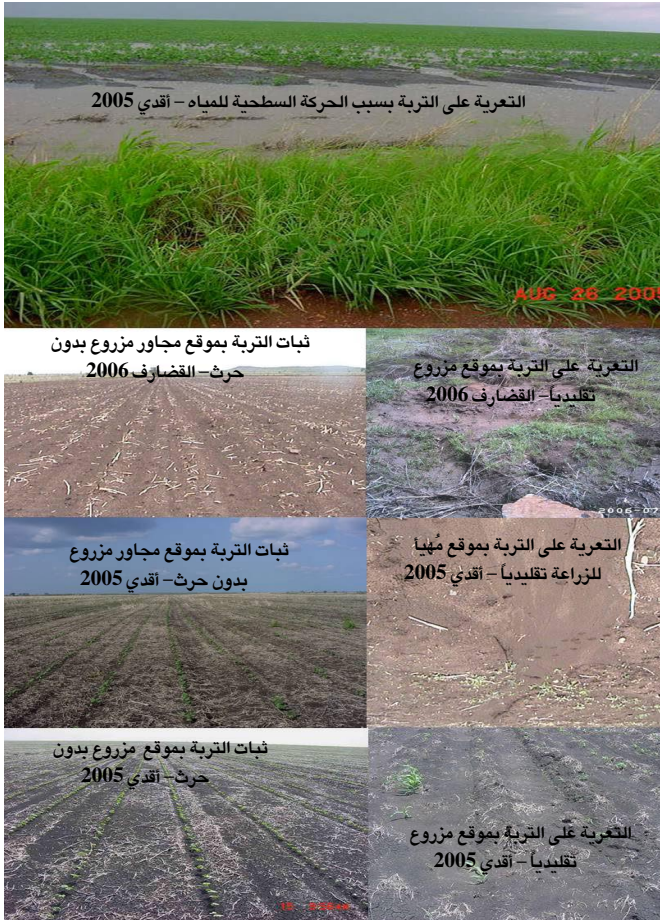 التعرية على التربة بسبب الحركة السطحية للمياه – أقدي 2005
AUG 26 2005
ثبات التربة بموقع مجاور مزروع بدون
حرث– القضارف 2006
التعرية على التربة بموقع مزروع
تقليدياً– القضارف 2006
2006-07
ثبات التربة بموقع مجاور مزروع
بدون حرث– أقدي 2005
التعرية على التربة بموقع مُهيأ
للزراعة تقليدياً – أقدي 2005
ثبات التربة بموقع مزروع بدون
حرث– أقدي 2005
التعرية على التربة بموقع مزروع
تقليدياً – أقدي 2005